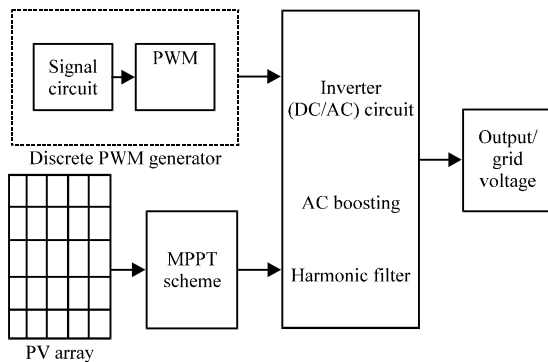 Signal
circuit
PWM
Discrete PWM generator
Inverter
(DC/AC) circuit
AC boosting
Harmonic filter
Output/
grid
voltage
MPPT
scheme
PV array